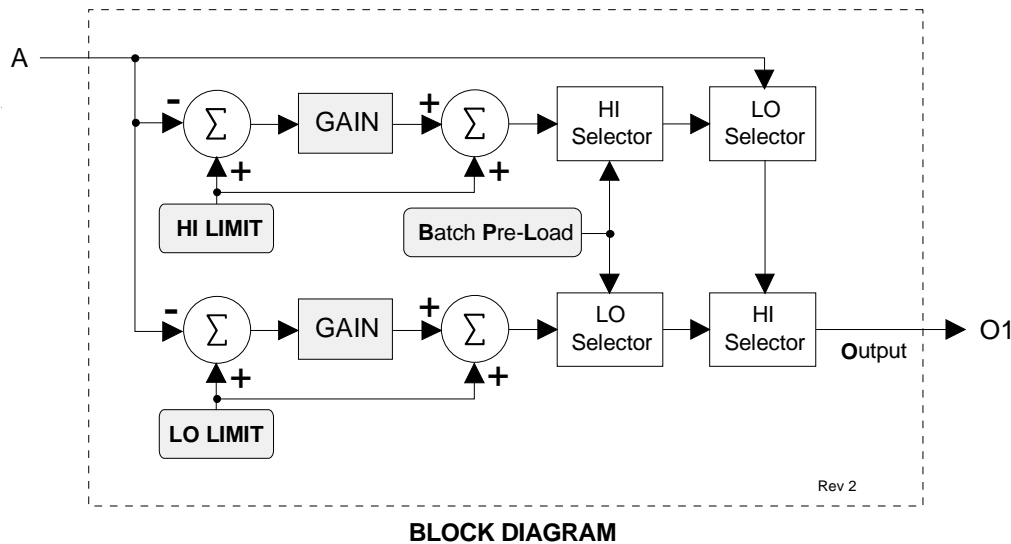 A
-
Σ
+
GAIN
+
Σ
+
HI
Selector
LO
Selector
HI LIMIT
Batch Pre-Load
-
Σ
+
GAIN
+
Σ
+
LO
Selector
HI
Selector
Output
O1
LO LIMIT
Rev 2
BLOCK DIAGRAM